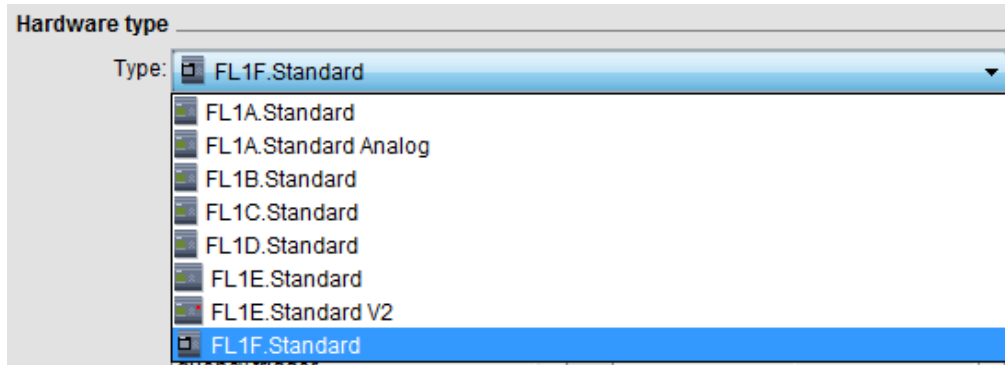 Hardware type
Type: FL1F.Standard
FL1A.Standard
FL1A.Standard Analog
FL1B.Standard
FL1C.Standard
FL1D.Standard
FL1E.Standard
FL1E.Standard V2
FL1F.Standard